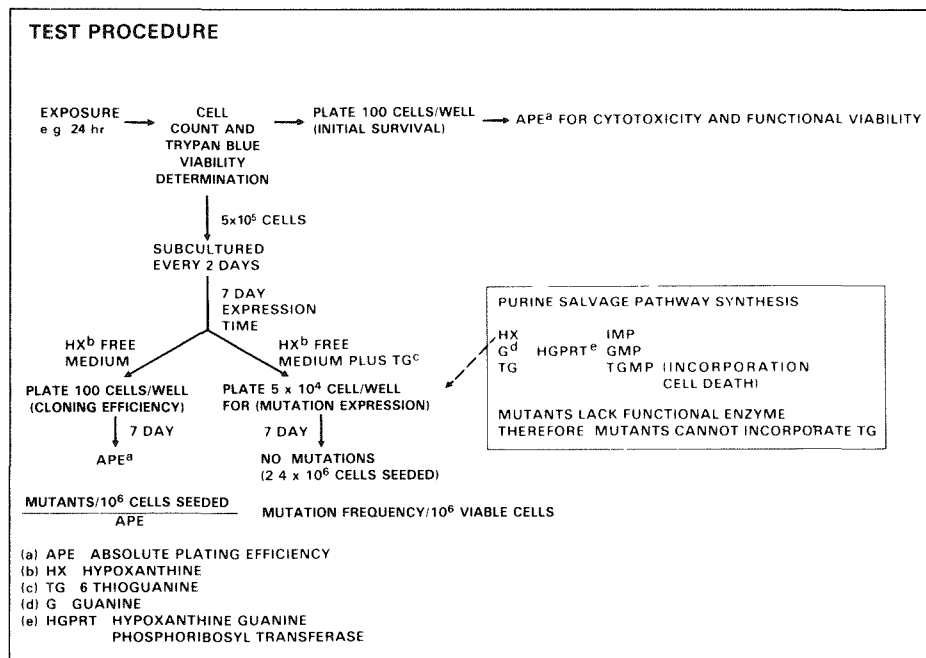 TEST PROCEDURE
EXPOSURE
e g 24 hr
CELL
COUNT AND
TRYPAN BLUE
VIABILITY
DETERMINATION
PLATE 100 CELLS/WELL
(INITIAL SURVIVAL)
APEᵃ FOR CYTOTOXICITY AND FUNCTIONAL VIABILITY
5x10⁵ CELLS
SUBCULTURED
EVERY 2 DAYS
7 DAY
EXPRESSION
TIME
HXᵇ FREE
MEDIUM
HXᵇ FREE
MEDIUM PLUS TGᶜ
PLATE 100 CELLS/WELL
(CLONING EFFICIENCY)
PLATE 5 x 10⁴ CELL/WELL
FOR (MUTATION EXPRESSION)
7 DAY
7 DAY
APEᵃ
NO MUTATIONS
(2 4 x 10⁶ CELLS SEEDED)
PURINE SALVAGE PATHWAY SYNTHESIS
HX IMP
Gᵈ HGPRTᵉ GMP
TG TGMP (INCORPORATION
CELL DEATH)
MUTANTS LACK FUNCTIONAL ENZYME
THEREFORE MUTANTS CANNOT INCORPORATE TG
MUTANTS/10⁶ CELLS SEEDED
APE
MUTATION FREQUENCY/10⁶ VIABLE CELLS
(a) APE ABSOLUTE PLATING EFFICIENCY
(b) HX HYPOXANTHINE
(c) TG 6 THIOGUANINE
(d) G GUANINE
(e) HGPRT HYPOXANTHINE GUANINE
PHOSPHORIBOSYL TRANSFERASE